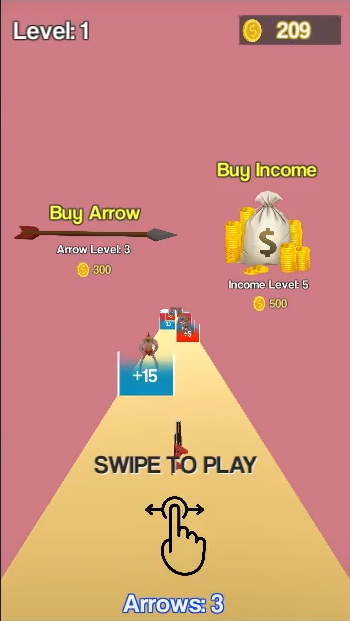 Level: 1
209
Buy Income
Buy Arrow
Arrow Level: 3
300
Income Level: 5
500
+5
+15
SWIPE TO PLAY
Arrows: 3